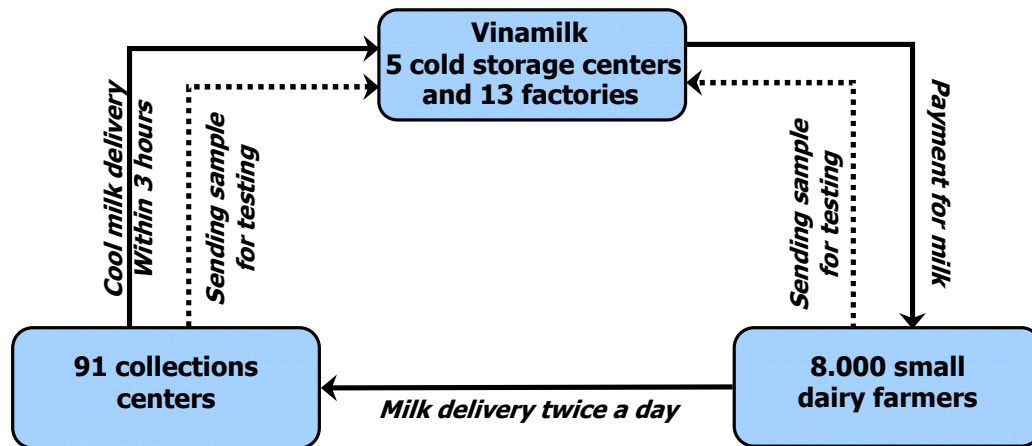 Vinamilk
5 cold storage centers
and 13 factories
Cool milk delivery
Within 3 hours
Sending sample
for testing
Sending sample
for testing
Payment for milk
91 collections
centers
Milk delivery twice a day
8.000 small
dairy farmers